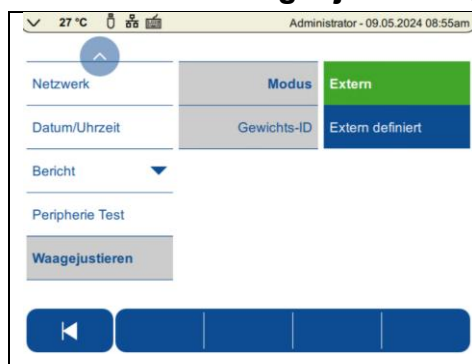 27 °C Administrator - 09.05.2024 08:55am
Netzwerk Modus Extern
Datum/Uhrzeit Gewichts-ID Extern definiert
Bericht
Peripherie Test
Waagejustieren